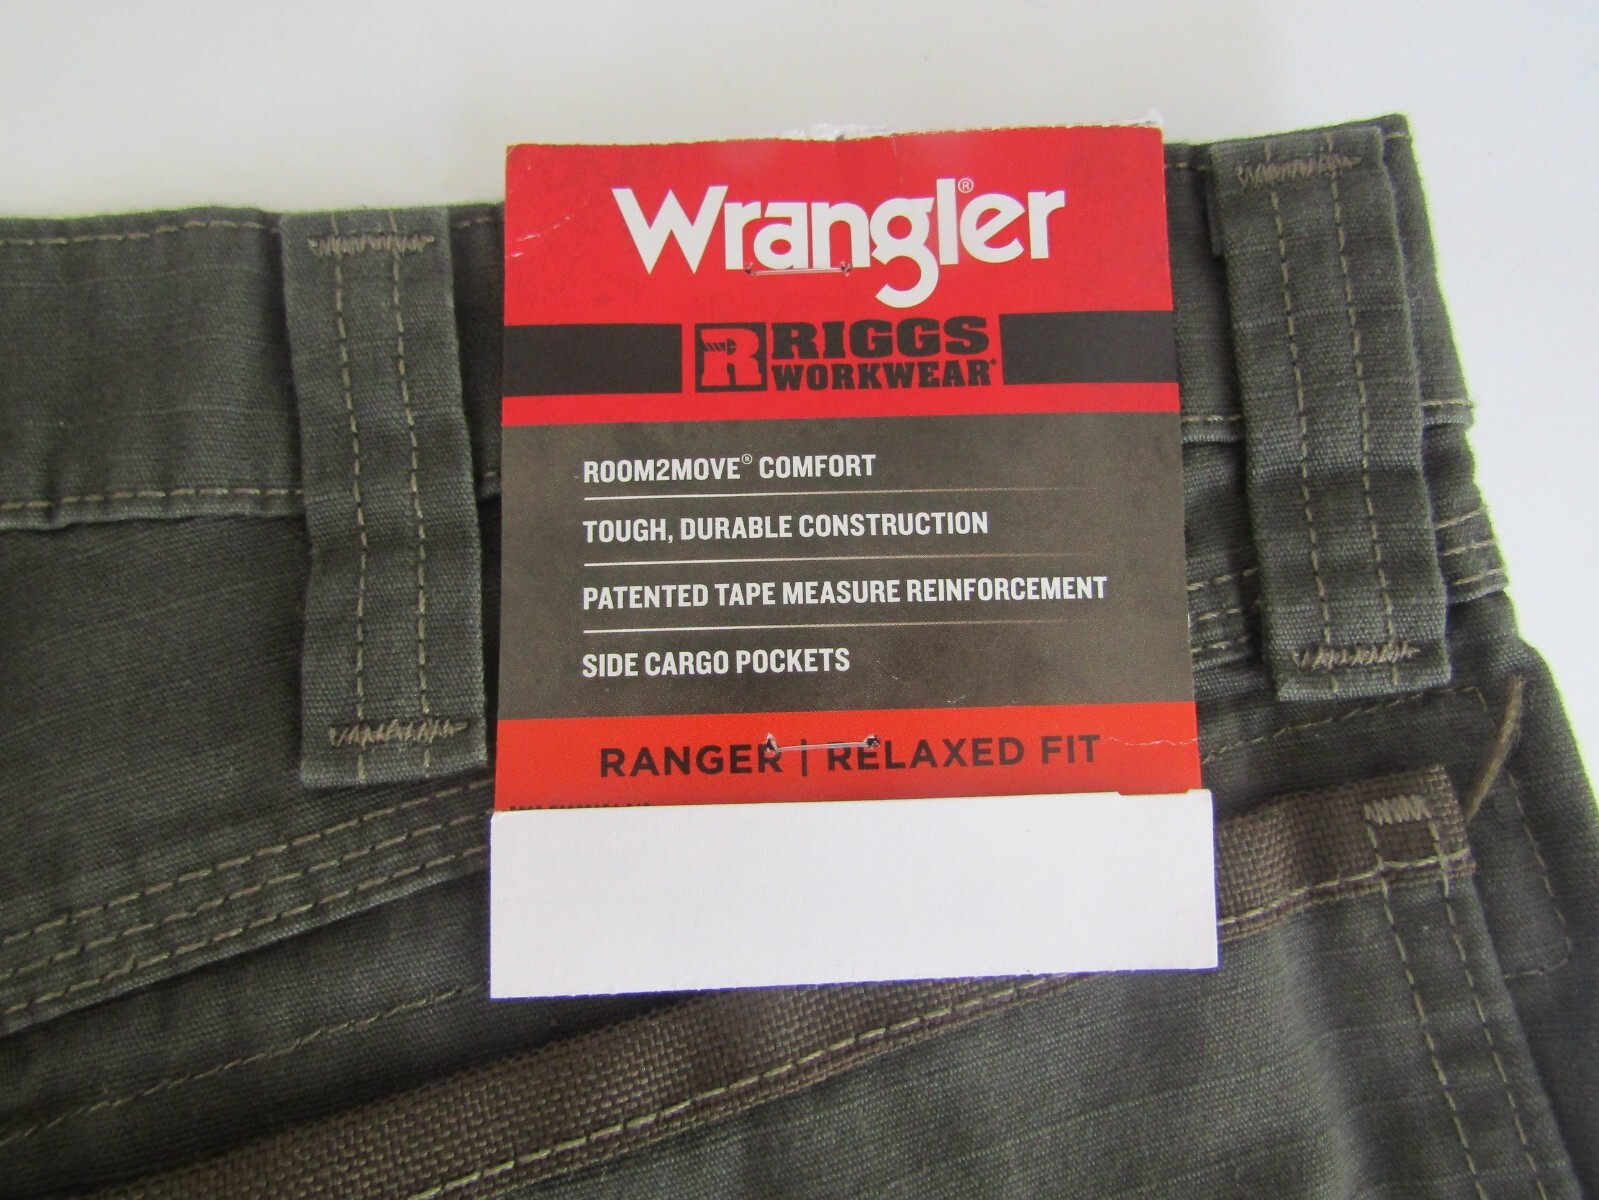 Wrangler®
R RIGGS
WORKWEAR®
ROOM2MOVE® COMFORT
TOUGH, DURABLE CONSTRUCTION
PATENTED TAPE MEASURE REINFORCEMENT
SIDE CARGO POCKETS
RANGER | RELAXED FIT